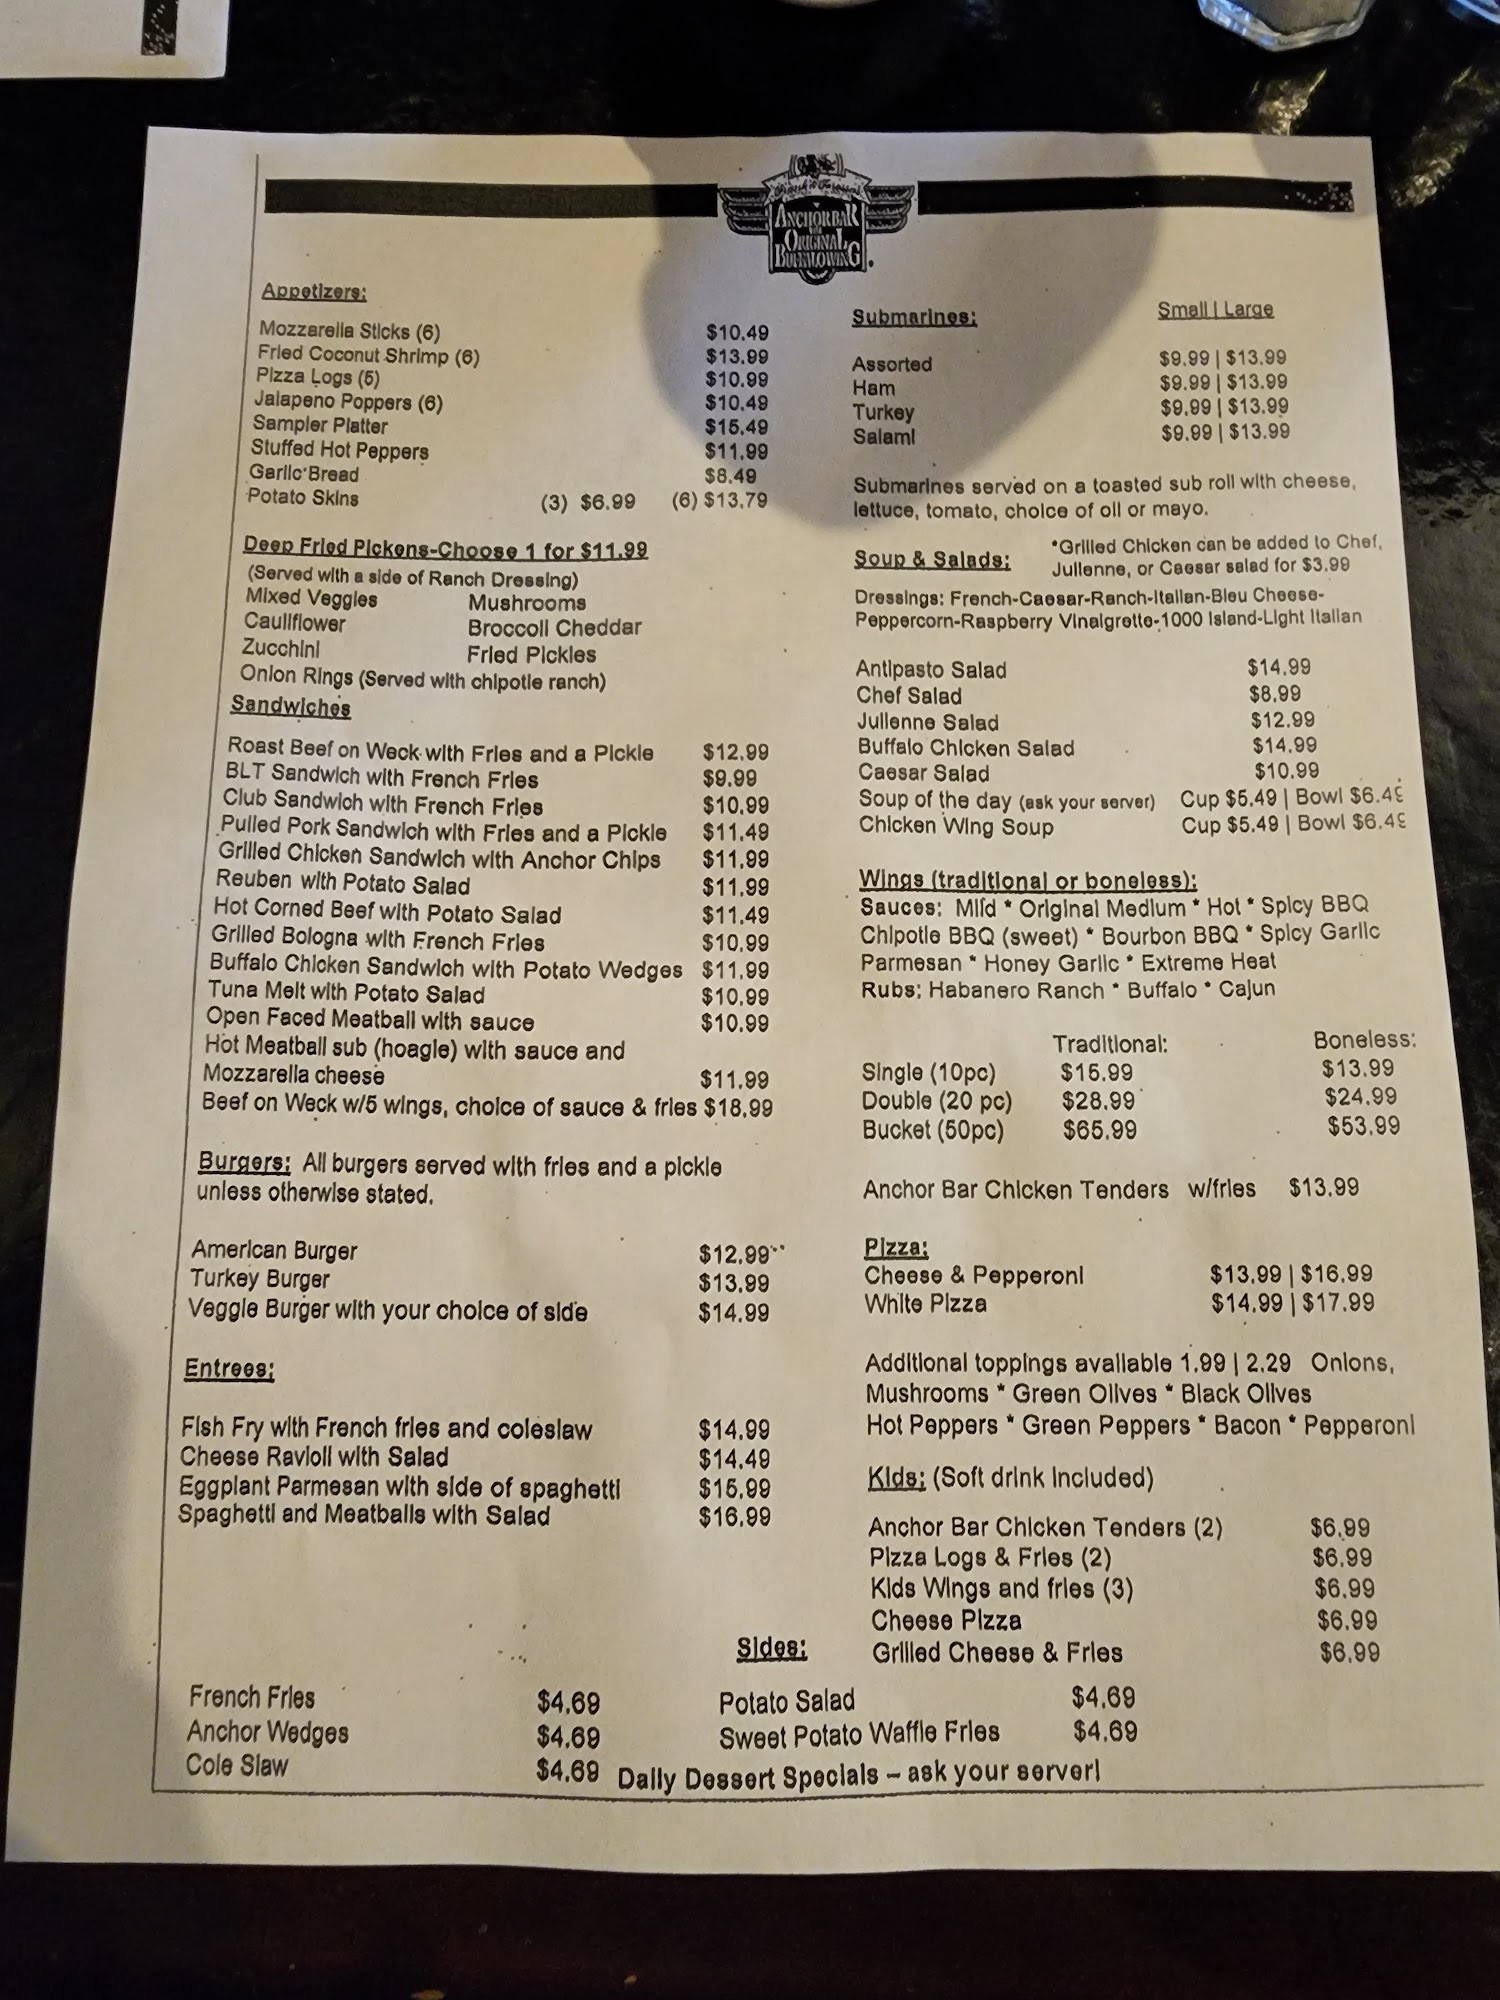 ANCHOR BAR
ORIGINAL
BUFFALO WING
Appetizers:
Mozzarella Sticks (6) $10.49
Fried Coconut Shrimp (6) $13.99
Pizza Logs (5) $10.99
Jalapeno Poppers (6) $10.49
Sampler Platter $15.49
Stuffed Hot Peppers $11.99
Garlic Bread $8.49
Potato Skins (3) $6.99 (6) $13.79
Deep Fried Pickens-Choose 1 for $11.99
(Served with a side of Ranch Dressing)
Mixed Veggies Mushrooms
Cauliflower Broccoli Cheddar
Zucchini Fried Pickles
Onion Rings (Served with chipotle ranch)
Sandwiches
Roast Beef on Weck with Fries and a Pickle $12.99
BLT Sandwich with French Fries $9.99
Club Sandwich with French Fries $10.99
Pulled Pork Sandwich with Fries and a Pickle $11.49
Grilled Chicken Sandwich with Anchor Chips $11.99
Reuben with Potato Salad $11.99
Hot Corned Beef with Potato Salad $11.49
Grilled Bologna with French Fries $10.99
Buffalo Chicken Sandwich with Potato Wedges $11.99
Tuna Melt with Potato Salad $10.99
Open Faced Meatball with sauce $10.99
Hot Meatball sub (hoagie) with sauce and
Mozzarella cheese $11.99
Beef on Weck w/5 wings, choice of sauce & fries $18.99
Burgers: All burgers served with fries and a pickle
unless otherwise stated.
American Burger $12.99
Turkey Burger $13.99
Veggie Burger with your choice of side $14.99
Entrees:
Fish Fry with French fries and coleslaw $14.99
Cheese Ravioli with Salad $14.49
Eggplant Parmesan with side of spaghetti $15.99
Spaghetti and Meatballs with Salad $16.99
Submarines: Small | Large
Assorted $9.99 | $13.99
Ham $9.99 | $13.99
Turkey $9.99 | $13.99
Salami $9.99 | $13.99
Submarines served on a toasted sub roll with cheese,
lettuce, tomato, choice of oil or mayo.
Soup & Salads: *Grilled Chicken can be added to Chef,
Julienne, or Caesar salad for $3.99
Dressings: French-Caesar-Ranch-Italian-Bleu Cheese-
Peppercorn-Raspberry Vinaigrette-1000 Island-Light Italian
Antipasto Salad $14.99
Chef Salad $8.99
Julienne Salad $12.99
Buffalo Chicken Salad $14.99
Caesar Salad $10.99
Soup of the day (ask your server) Cup $5.49 | Bowl $6.49
Chicken Wing Soup Cup $5.49 | Bowl $6.49
Wings (traditional or boneless):
Sauces: Mild * Original Medium * Hot * Spicy BBQ
Chipotle BBQ (sweet) * Bourbon BBQ * Spicy Garlic
Parmesan * Honey Garlic * Extreme Heat
Rubs: Habanero Ranch * Buffalo * Cajun
Traditional: Boneless:
Single (10pc) $15.99 $13.99
Double (20 pc) $28.99 $24.99
Bucket (50pc) $65.99 $53.99
Anchor Bar Chicken Tenders w/fries $13.99
Pizza:
Cheese & Pepperoni $13.99 | $16.99
White Pizza $14.99 | $17.99
Additional toppings available 1.99 | 2.29 Onions,
Mushrooms * Green Olives * Black Olives
Hot Peppers * Green Peppers * Bacon * Pepperoni
Kids: (Soft drink Included)
Anchor Bar Chicken Tenders (2) $6.99
Pizza Logs & Fries (2) $6.99
Kids Wings and fries (3) $6.99
Cheese Pizza $6.99
Grilled Cheese & Fries $6.99
Sides:
French Fries $4.69 Potato Salad $4.69
Anchor Wedges $4.69 Sweet Potato Waffle Fries $4.69
Cole Slaw $4.69
Daily Dessert Specials – ask your server!